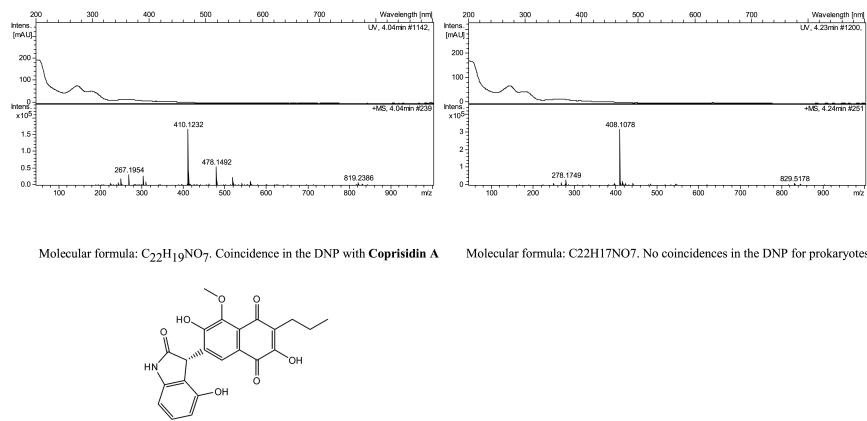 200 300 400 500 600 700 Wavelength [nm]
Intens. [mAU]
UV, 4.04min #1142,
200
100
0
Intens. x10⁵
+MS, 4.04min #239
1.5
1.0
0.5
0.0
410.1232
267.1954
478.1492
819.2386
100 200 300 400 500 600 700 800 900 m/z
200 300 400 500 600 700 Wavelength [nm]
Intens. [mAU]
UV, 4.23min #1200,
200
100
0
Intens. x10⁵
+MS, 4.24min #251
3
2
1
0
408.1078
278.1749
829.5178
100 200 300 400 500 600 700 800 900 m/z
Molecular formula: C₂₂H₁₉NO₇. Coincidence in the DNP with Coprisidin A
Molecular formula: C22H17NO7. No coincidences in the DNP for prokaryotes
O
O
HO
O
HN
OH
O
OH